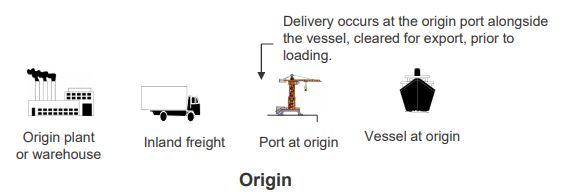 Delivery occurs at the origin port alongside
the vessel, cleared for export, prior to
loading.
Origin plant
or warehouse
Inland freight
Port at origin
Vessel at origin
Origin